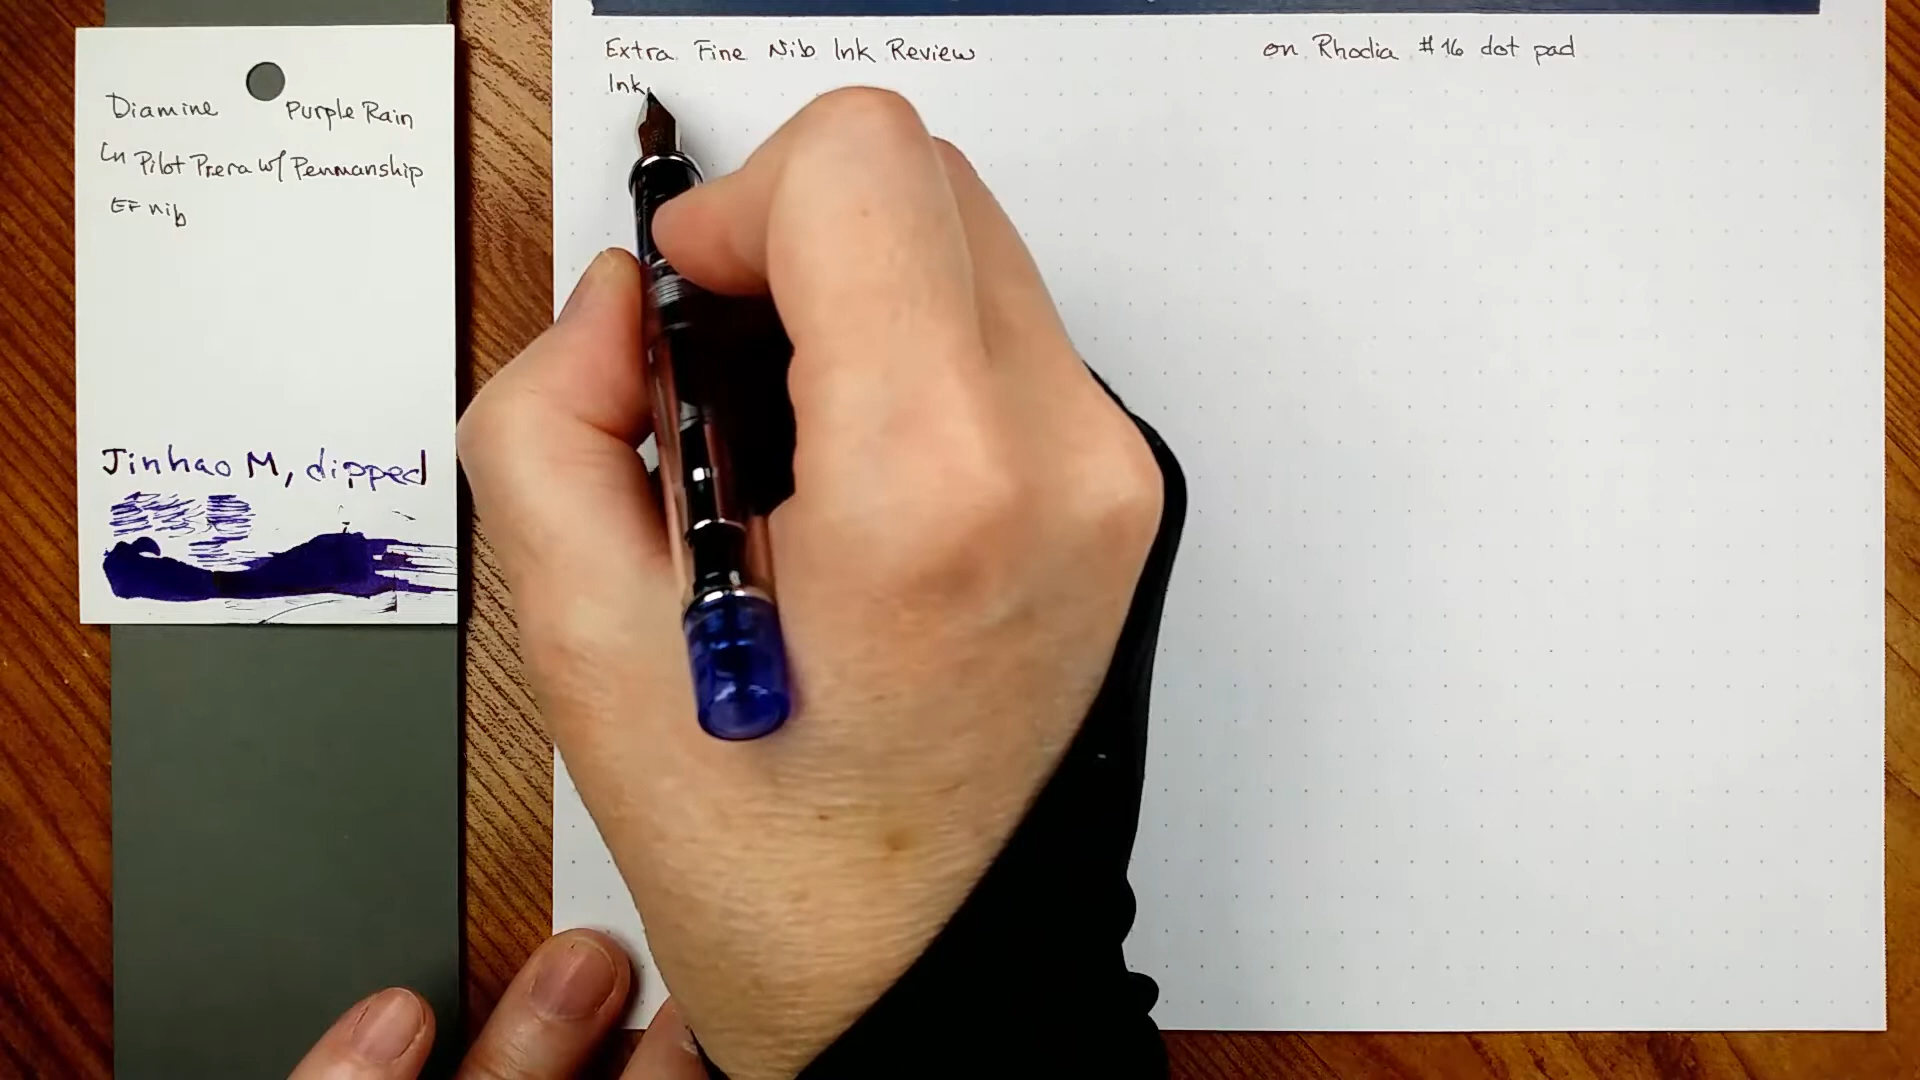 Diamine Purple Rain
in Pilot Prera w/ Penmanship
EF nib
Jinhao M, dipped
Extra Fine Nib Ink Review on Rhodia #16 dot pad
Ink